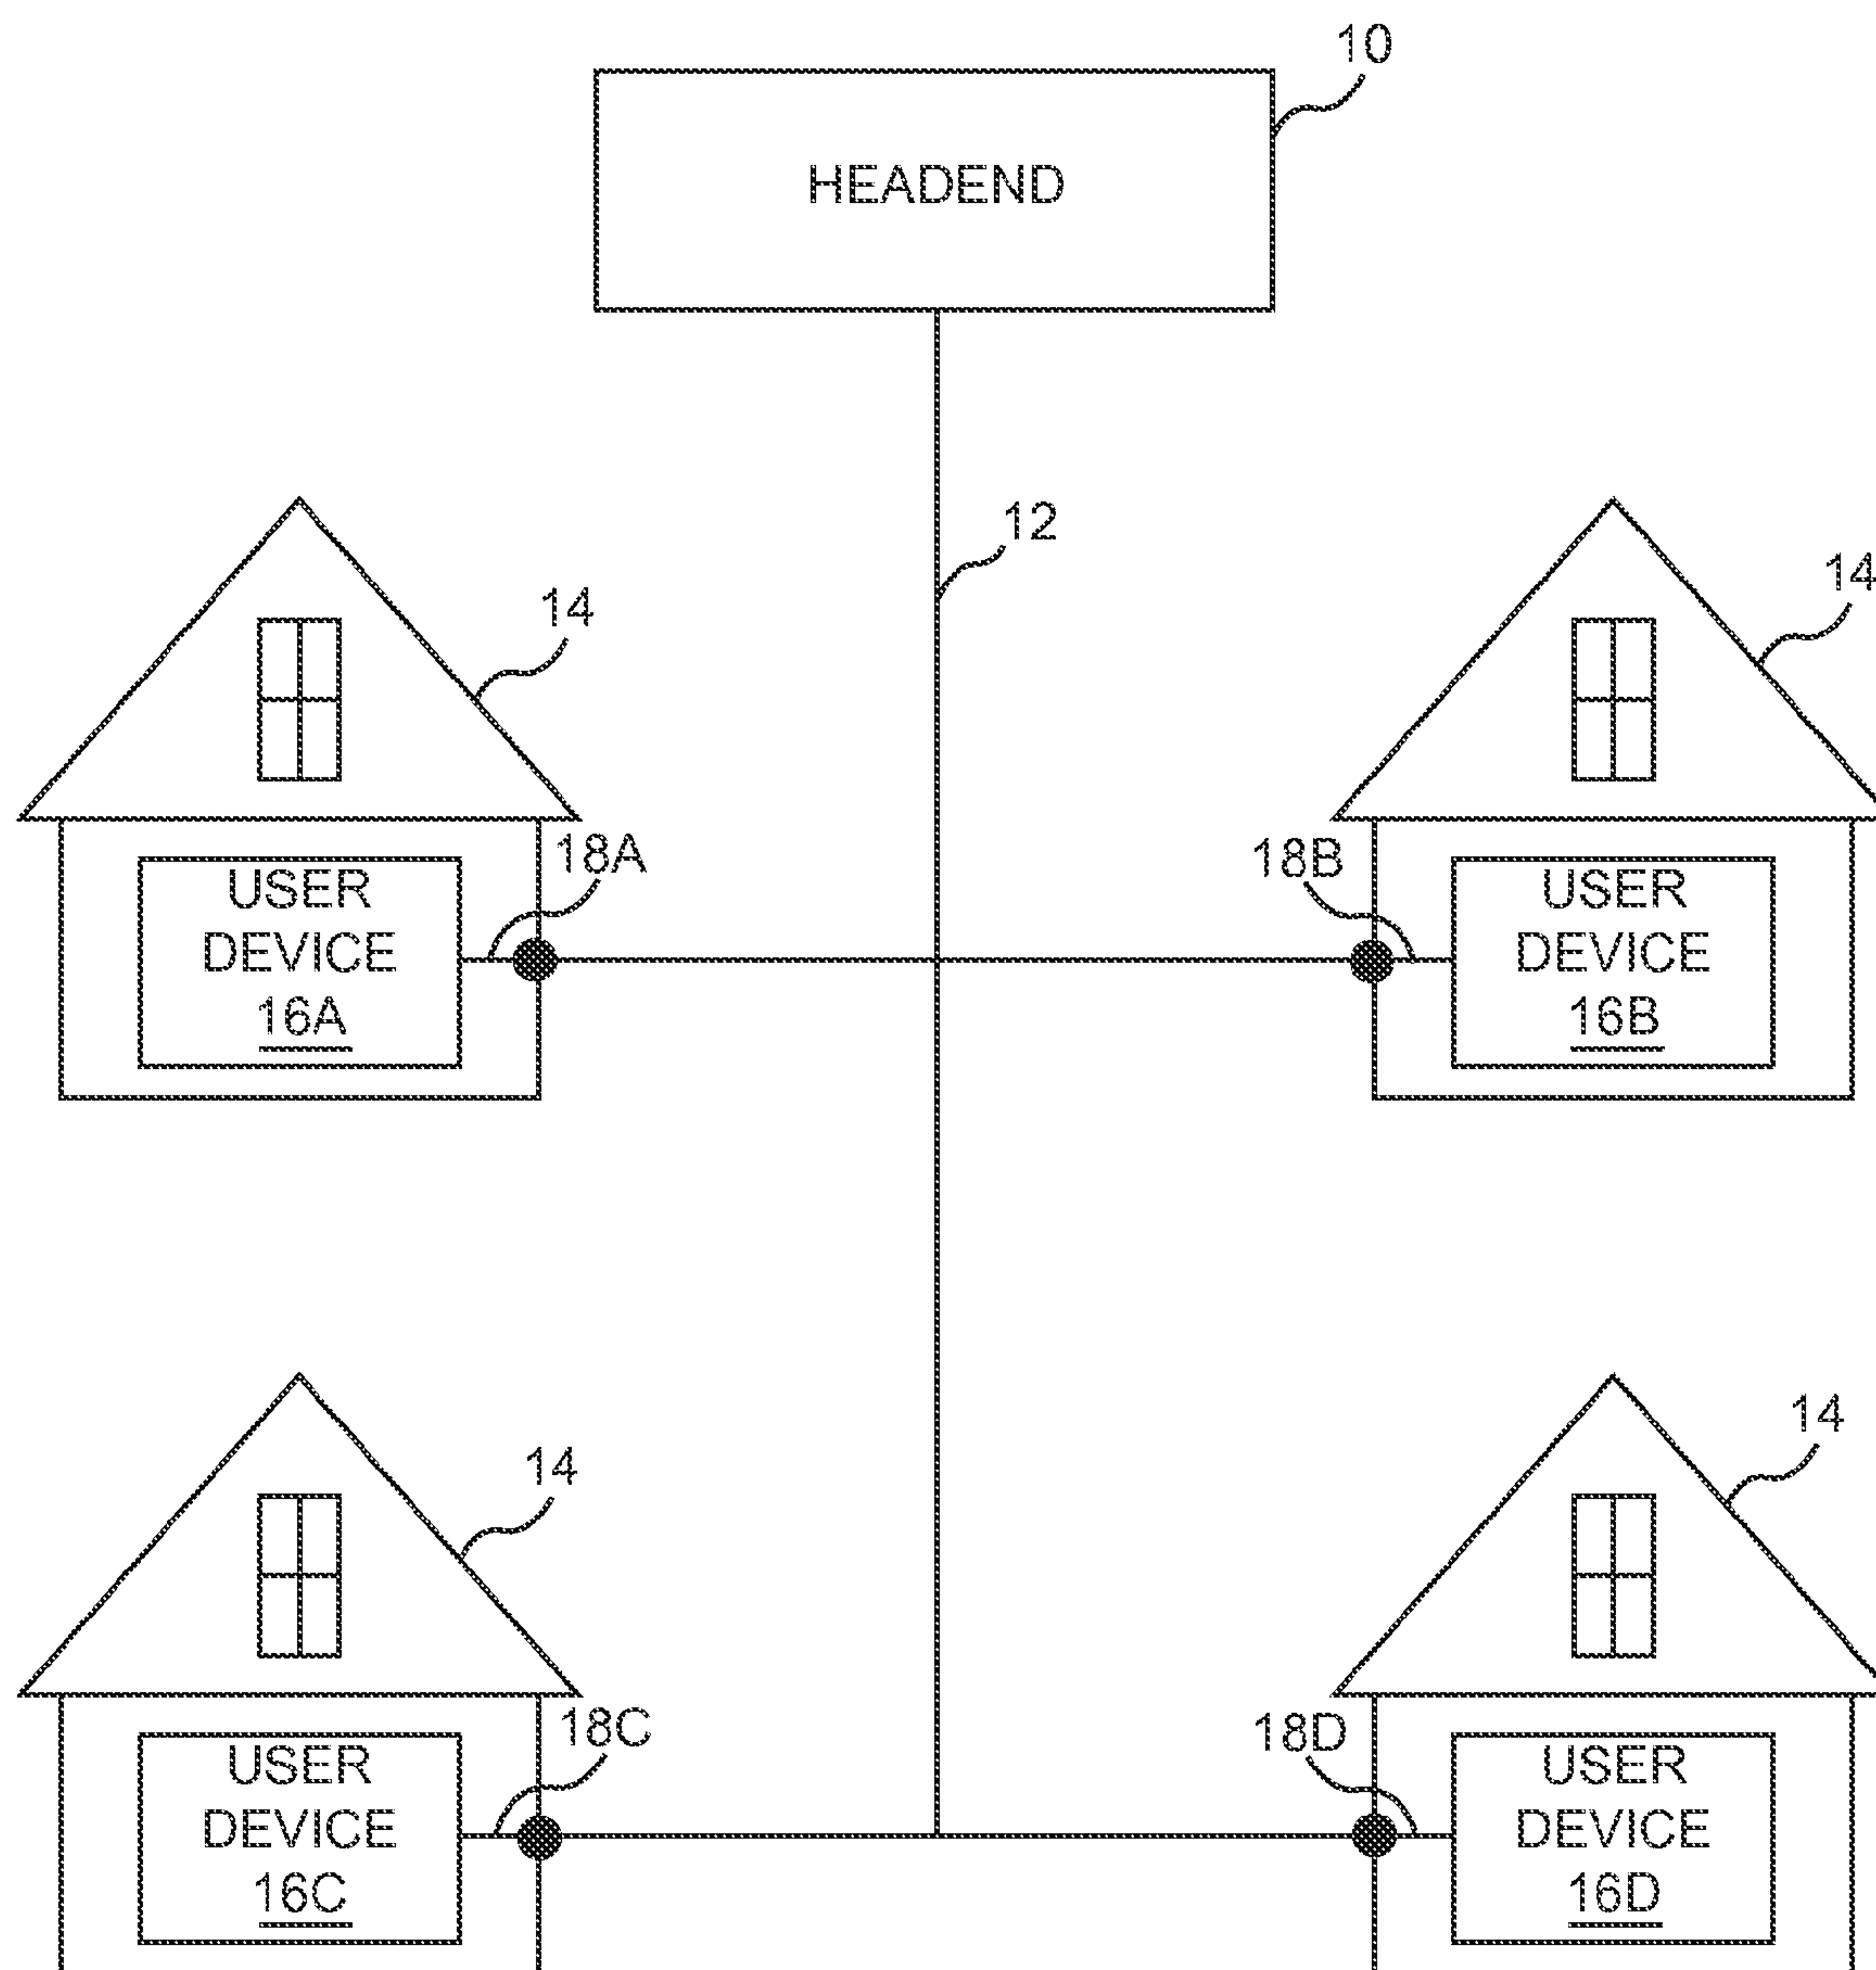 10
HEADEND
12
14
14
18A
18B
USER
DEVICE
16A
USER
DEVICE
16B
14
14
18C
18D
USER
DEVICE
16C
USER
DEVICE
16D